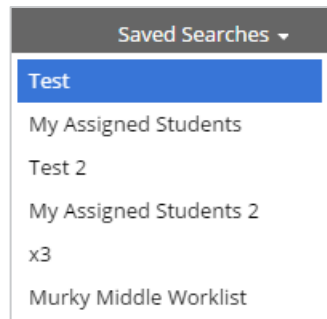 Saved Searches
Test
My Assigned Students
Test 2
My Assigned Students 2
x3
Murky Middle Worklist